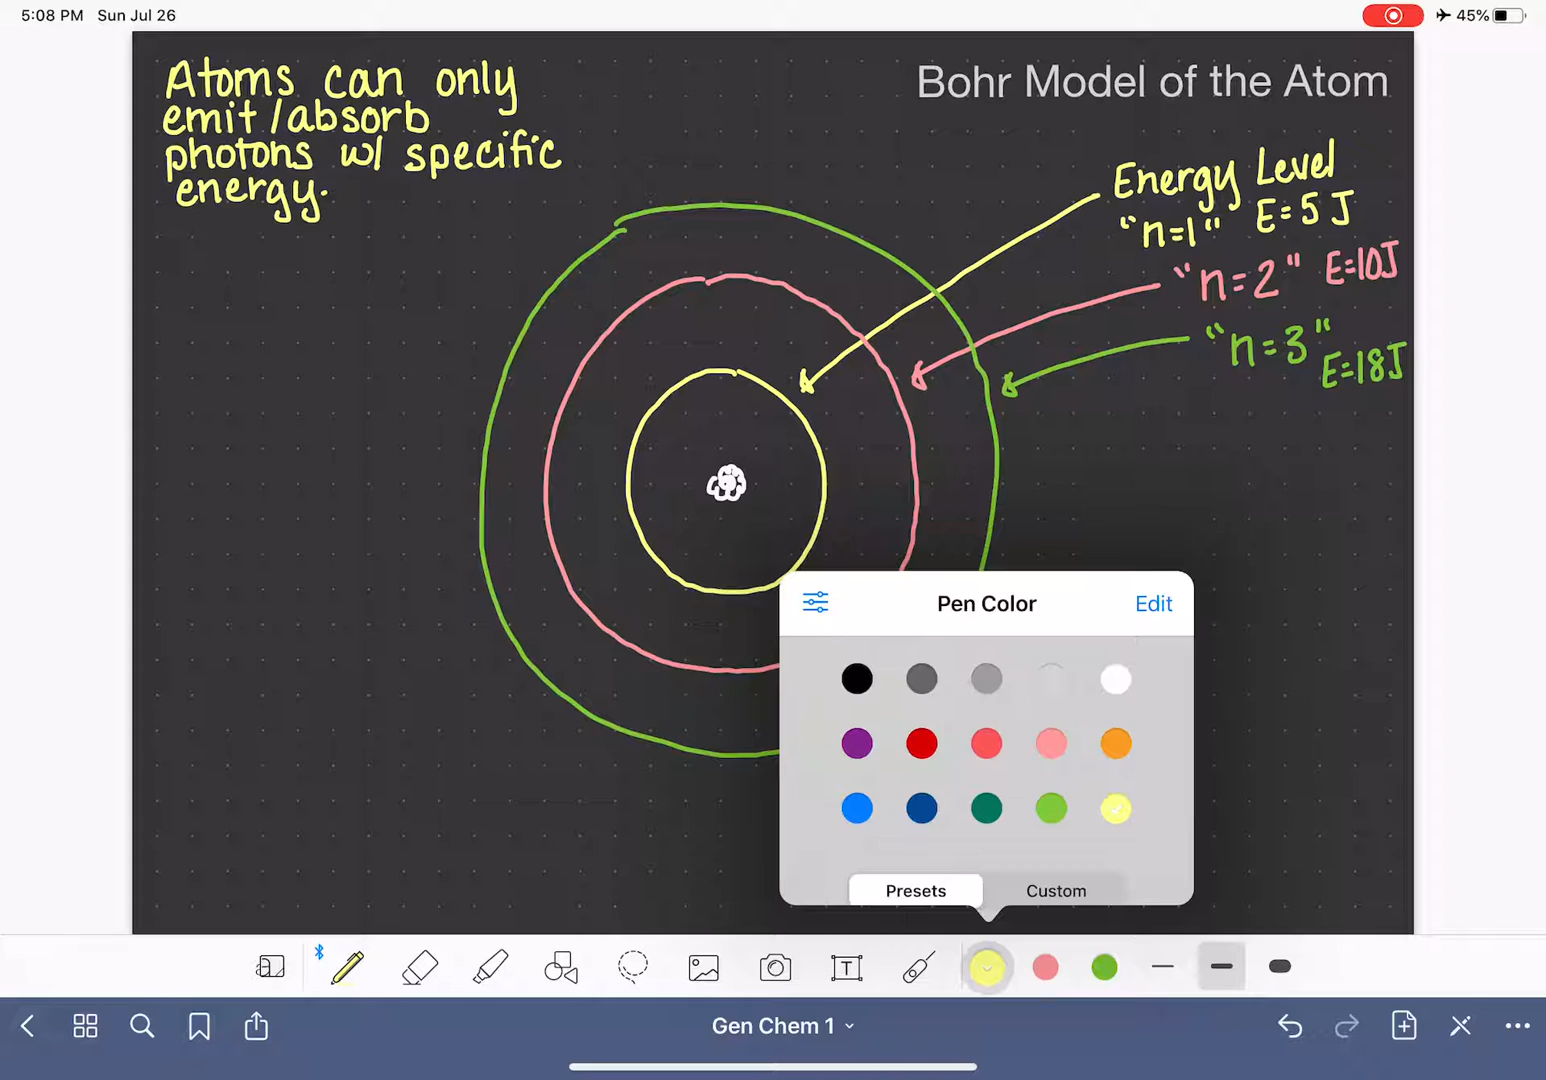 5:08 PM Sun Jul 26
45%
Atoms can only
emit/absorb
photons w/ specific
energy.
Bohr Model of the Atom
Energy Level
"n=1" E=5J
"n=2" E=10J
"n=3"
E=18J
Pen Color
Edit
Presets
Custom
T
Gen Chem 1